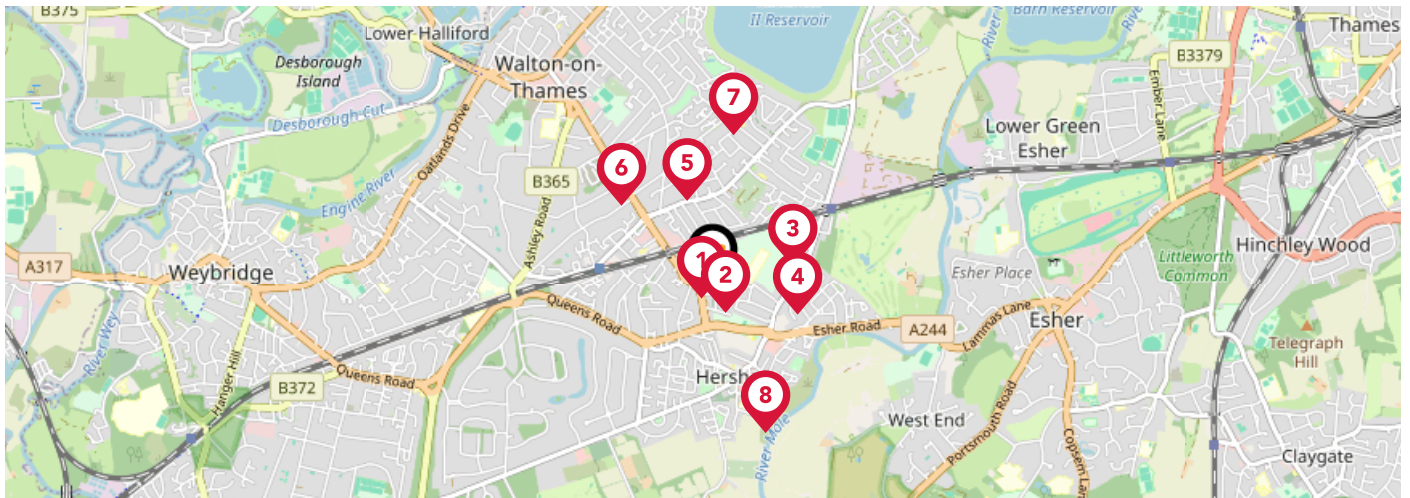 B375
Lower Halliford
Desborough
Island
Walton-on-
Thames
II Reservoir
Barn Reservoir
River
River
Thames
B3379
Desborough Cut
Oatlands Drive
7
Lower Green
Esher
Ember Lane
Engine River
B365
6
5
Ashley Road
3
A317
Weybridge
1
2
4
Esher Place
Littleworth
Common
Hinchley Wood
River Wey
Queens Road
Esher Road
A244
Lammas Lane
Esher
Telegraph
Hill
Hanger Hill
B372
Queens Road
Hersh
8
River Mole
West End
Portsmouth Road
Copsem Lane
Claygate